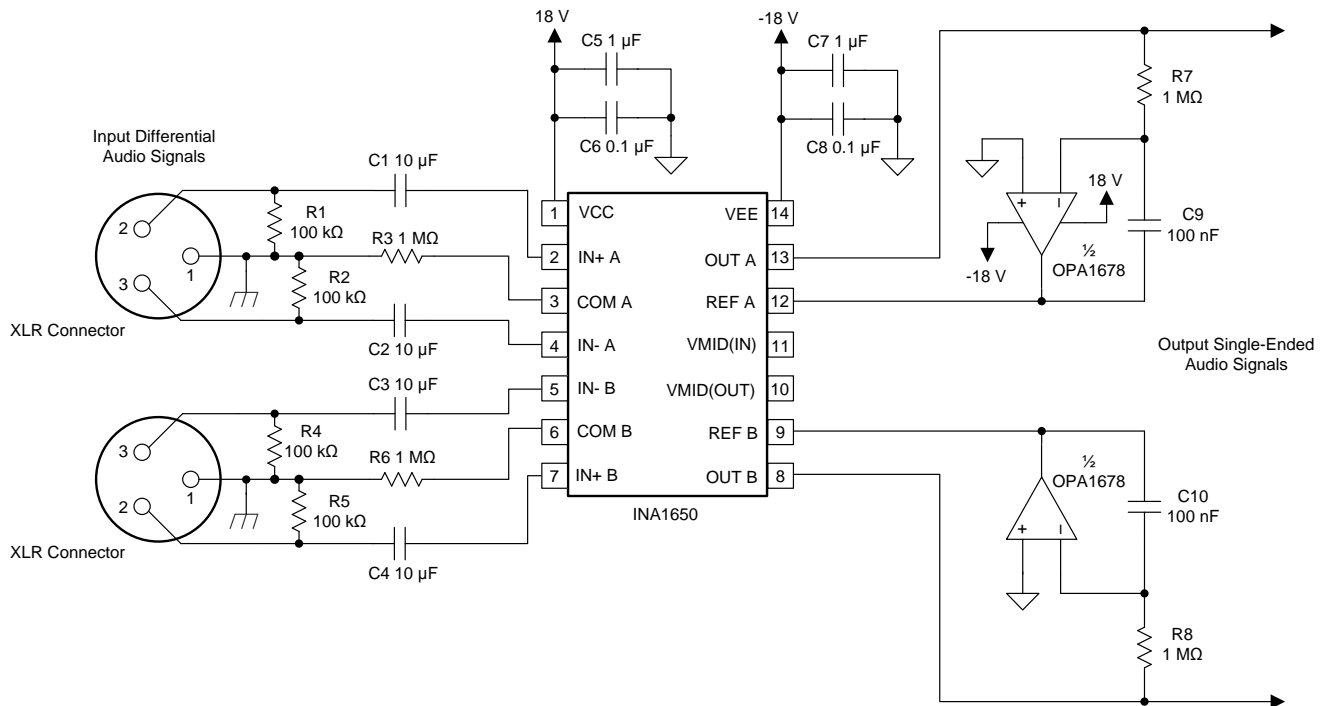 18 V
-18 V
C5 1 µF
C6 0.1 µF
C7 1 µF
C8 0.1 µF
Input Differential
Audio Signals
C1 10 µF
R1
100 kΩ
R3 1 MΩ
R2
100 kΩ
C2 10 µF
2
1
3
XLR Connector
C3 10 µF
R4
100 kΩ
R6 1 MΩ
R5
100 kΩ
C4 10 µF
3
1
2
XLR Connector
1 VCC
2 IN+ A
3 COM A
4 IN- A
5 IN- B
6 COM B
7 IN+ B
VEE 14
OUT A 13
REF A 12
VMID(IN) 11
VMID(OUT) 10
REF B 9
OUT B 8
INA1650
R7
1 MΩ
+
–
18 V
-18 V
½
OPA1678
C9
100 nF
Output Single-Ended
Audio Signals
½
OPA1678
+
–
C10
100 nF
R8
1 MΩ